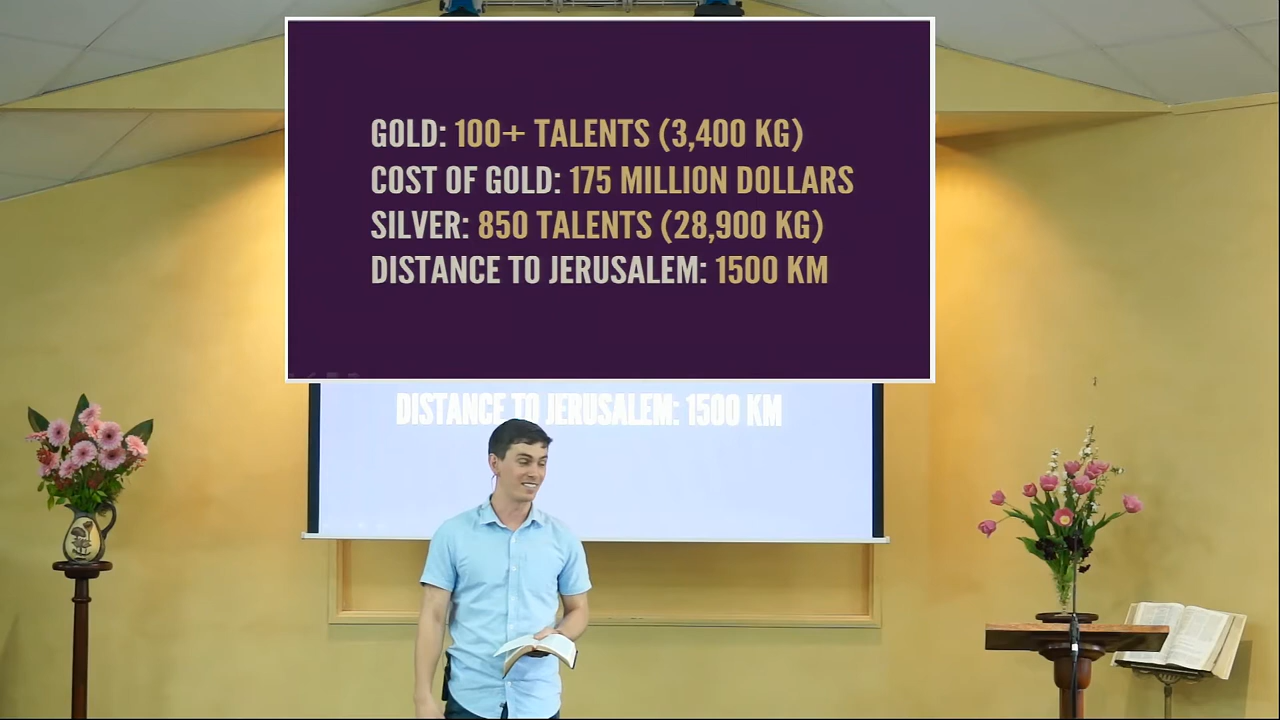 GOLD: 100+ TALENTS (3,400 KG)
COST OF GOLD: 175 MILLION DOLLARS
SILVER: 850 TALENTS (28,900 KG)
DISTANCE TO JERUSALEM: 1500 KM
DISTANCE TO JERUSALEM: 1500 KM